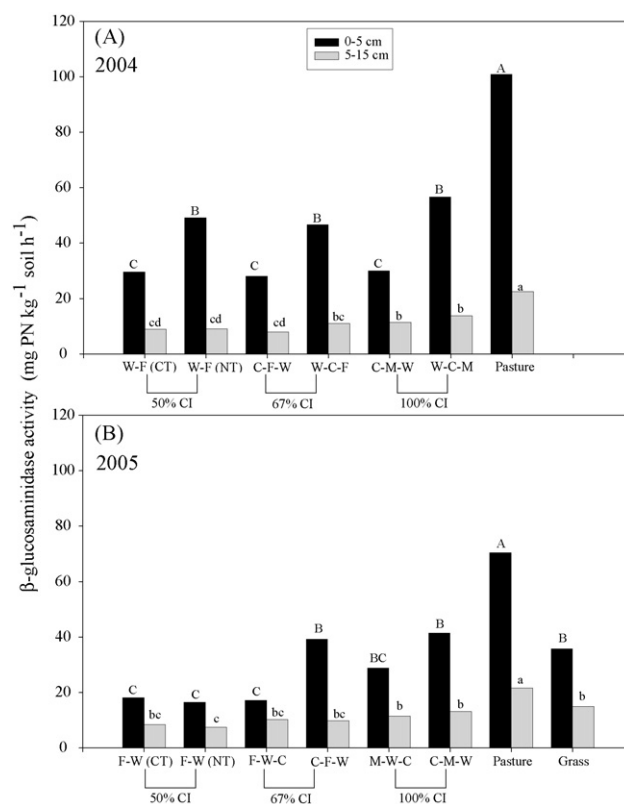 (A)
2004
0-5 cm
5-15 cm
120
100
80
60
40
20
0
C cd B cd C cd B bc C b B b A a
W-F (CT) W-F (NT) C-F-W W-C-F C-M-W W-C-M Pasture
50% CI 67% CI 100% CI
β-glucosaminidase activity (mg PN kg⁻¹ soil h⁻¹)
(B)
2005
120
100
80
60
40
20
0
C bc C c C bc B bc BC b B b A a B b
F-W (CT) F-W (NT) F-W-C C-F-W M-W-C C-M-W Pasture Grass
50% CI 67% CI 100% CI